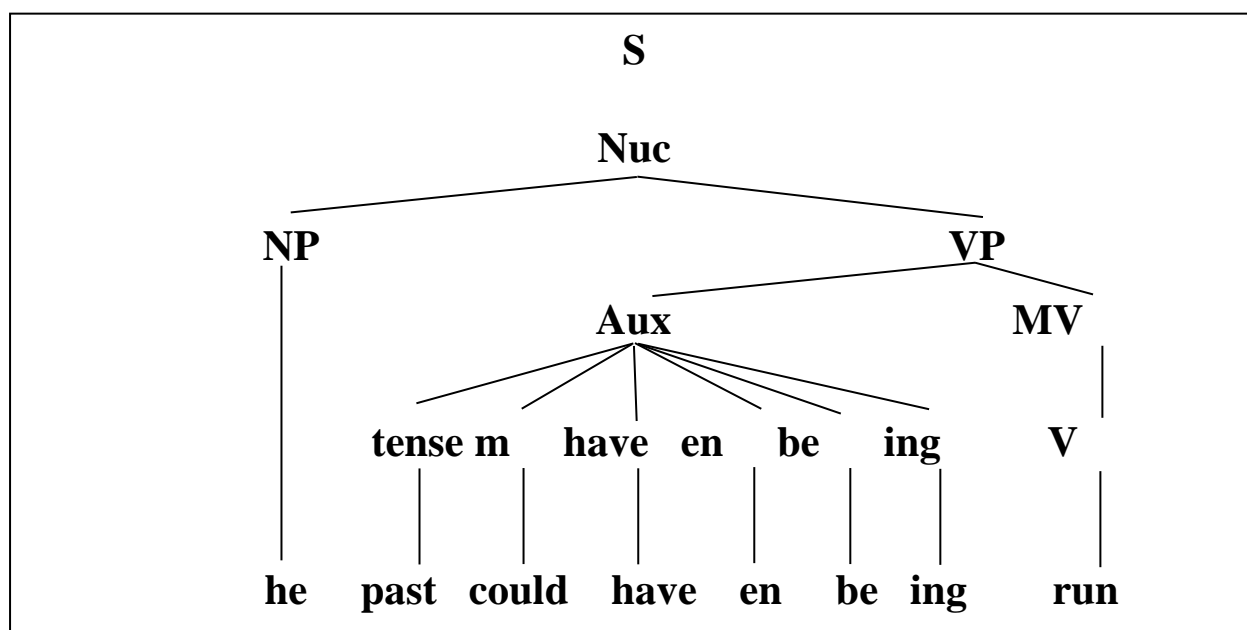 S
Nuc
NP VP
Aux MV
tense m have en be ing V
he past could have en be ing run